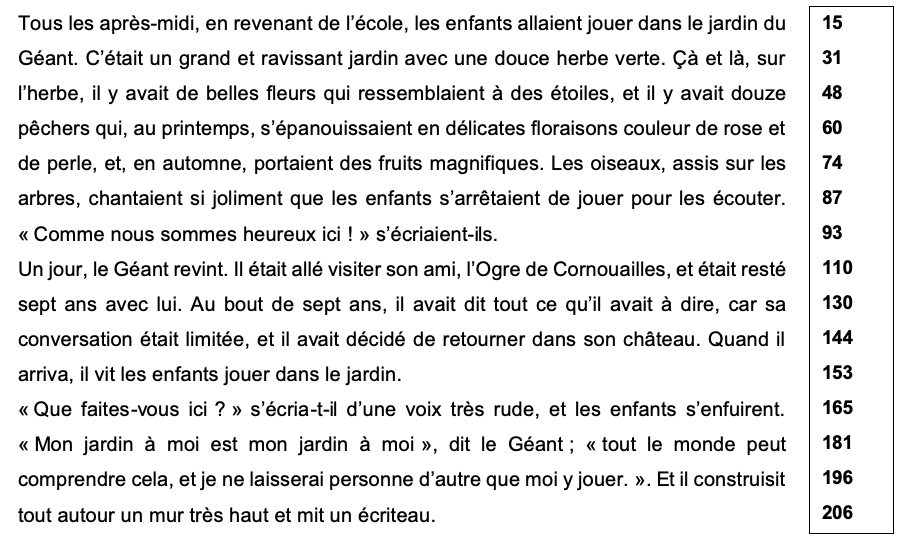 Tous les après-midi, en revenant de l’école, les enfants allaient jouer dans le jardin du 15
Géant. C’était un grand et ravissant jardin avec une douce herbe verte. Çà et là, sur 31
l’herbe, il y avait de belles fleurs qui ressemblaient à des étoiles, et il y avait douze 48
pêchers qui, au printemps, s’épanouissaient en délicates floraisons couleur de rose et 60
de perle, et, en automne, portaient des fruits magnifiques. Les oiseaux, assis sur les 74
arbres, chantaient si joliment que les enfants s’arrêtaient de jouer pour les écouter. 87
« Comme nous sommes heureux ici ! » s’écriaient-ils. 93
Un jour, le Géant revint. Il était allé visiter son ami, l’Ogre de Cornouailles, et était resté 110
sept ans avec lui. Au bout de sept ans, il avait dit tout ce qu’il avait à dire, car sa 130
conversation était limitée, et il avait décidé de retourner dans son château. Quand il 144
arriva, il vit les enfants jouer dans le jardin. 153
« Que faites-vous ici ? » s’écria-t-il d’une voix très rude, et les enfants s’enfuirent. 165
« Mon jardin à moi est mon jardin à moi », dit le Géant ; « tout le monde peut 181
comprendre cela, et je ne laisserai personne d’autre que moi y jouer. ». Et il construisit 196
tout autour un mur très haut et mit un écriteau. 206